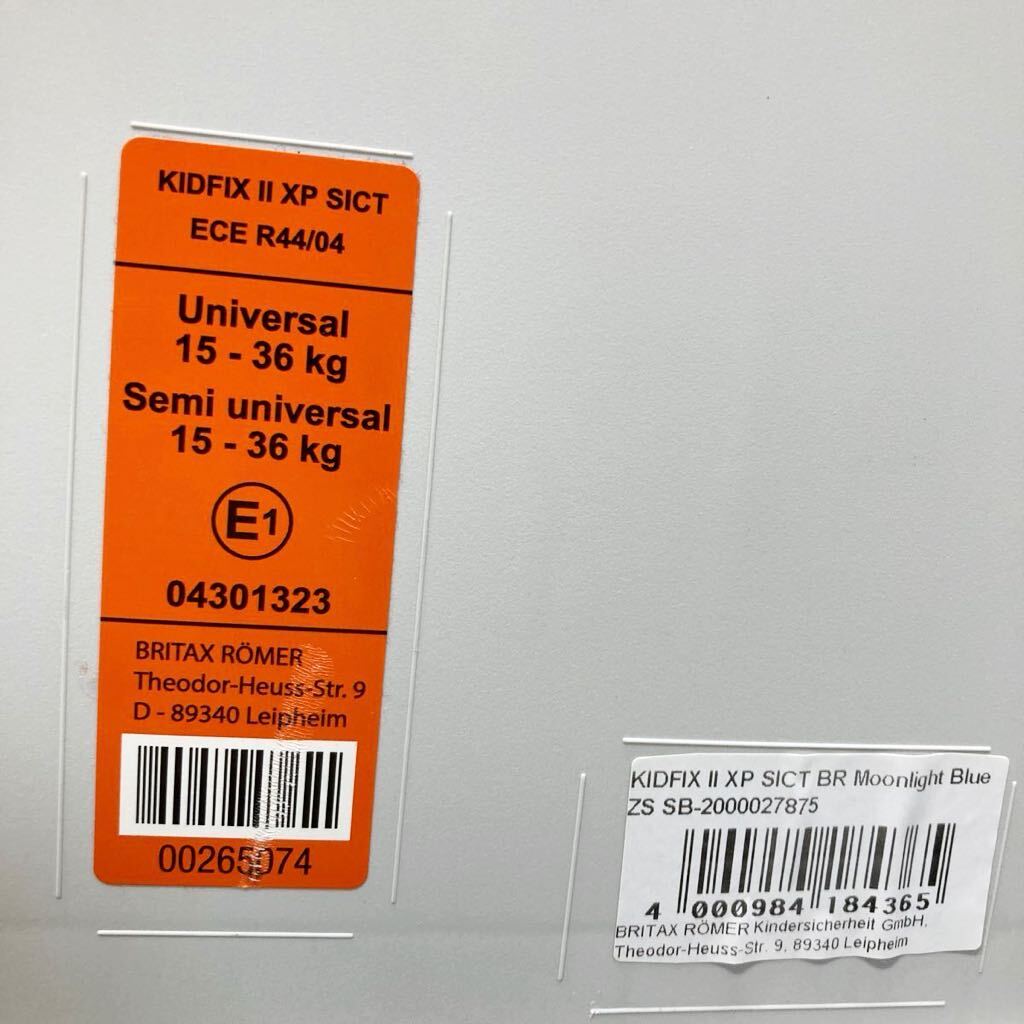 KIDFIX II XP SICT
ECE R44/04
Universal
15 - 36 kg
Semi universal
15 - 36 kg
E1
04301323
BRITAX RÖMER
Theodor-Heuss-Str. 9
D - 89340 Leipheim
00265074
KIDFIX II XP SICT BR Moonlight Blue
ZS SB-2000027875
4 000984 184365
BRITAX RÖMER Kindersicherheit GmbH,
Theodor-Heuss-Str. 9, 89340 Leipheim